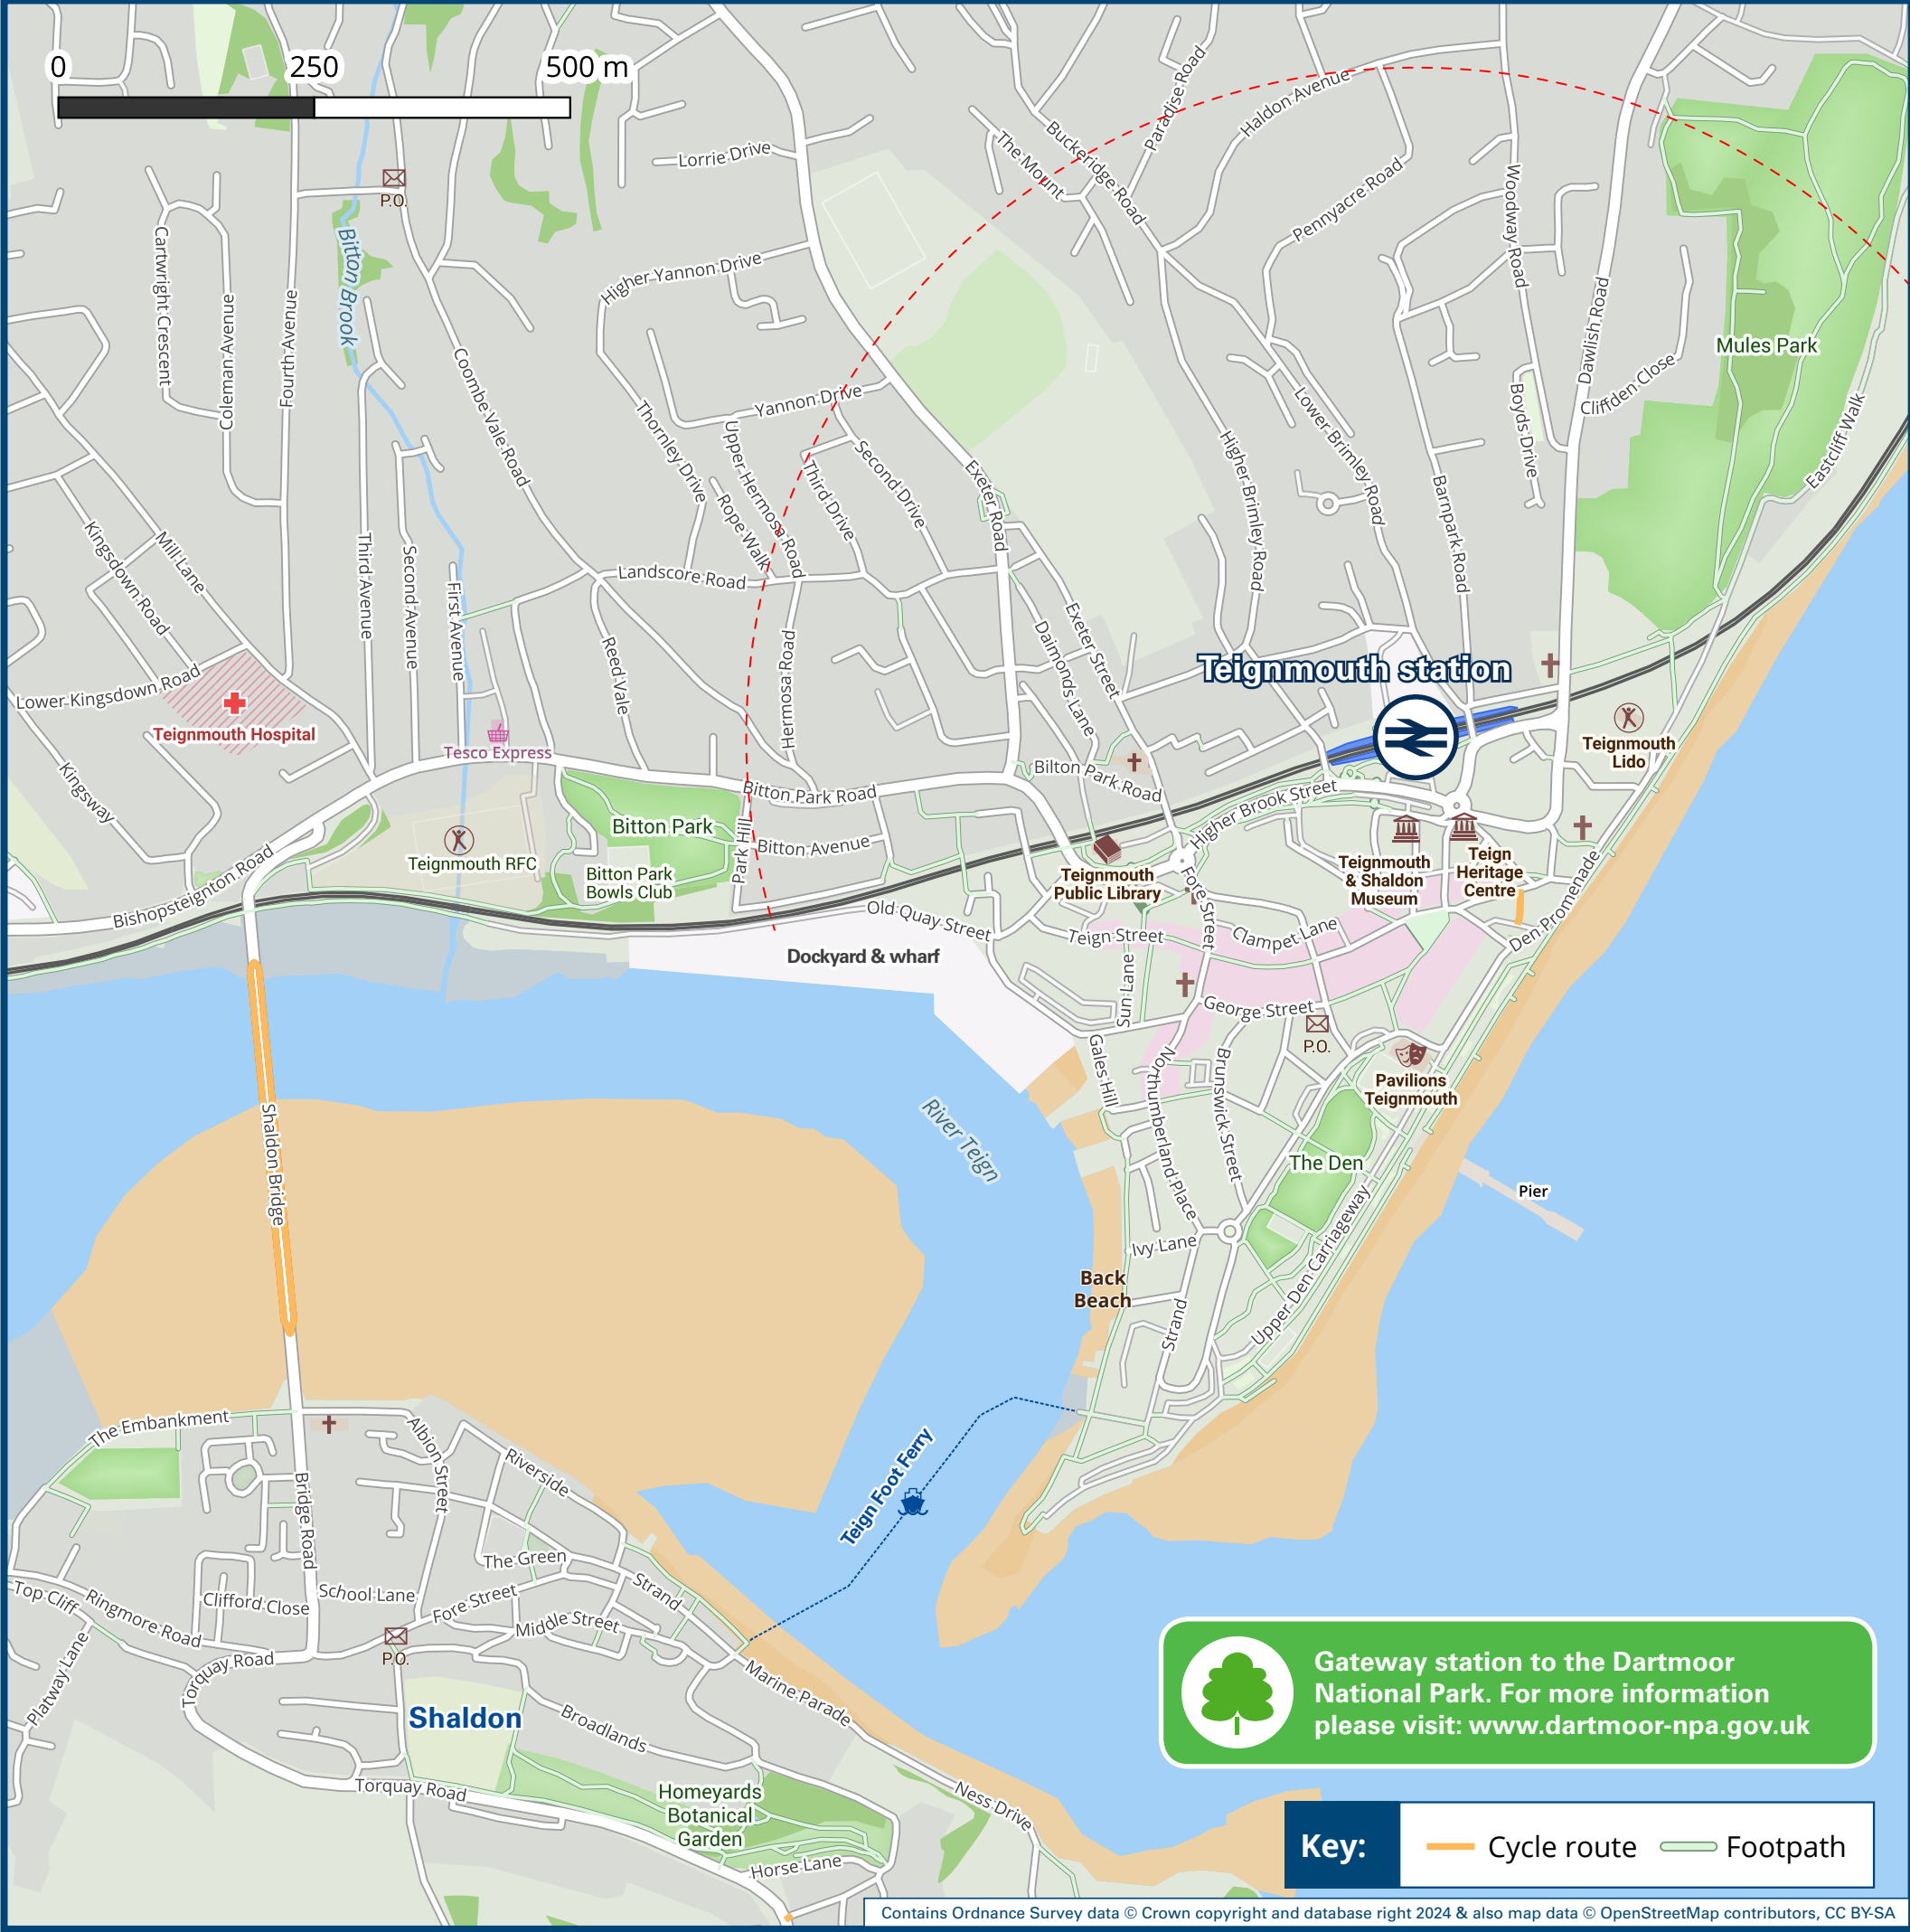 0
250
500 m
Lorrie Drive
P.O.
Bitton Brook
Cartwright Crescent
Coleman Avenue
Fourth Avenue
Higher Yannon Drive
Paradise Road
Buckeridge Road
The Mount
Haldon Avenue
Pennyacre Road
Woodway Road
Dawlish Road
Mules Park
Cliffden Close
Boyds Drive
Eastcliff Walk
Coombe Vale Road
Thornley Drive
Yannon Drive
Upper Hermosa Road
Rope Walk
Third Drive
Second Drive
Exeter Road
Higher Brimley Road
Lower Brimley Road
Barnpark Road
Kingsdown Road
Mill Lane
Third Avenue
Second Avenue
First Avenue
Landscore Road
Reed Vale
Hermosa Road
Daimonds Lane
Exeter Street
Teignmouth station
Lower Kingsdown Road
Teignmouth Hospital
Tesco Express
Kingsway
Teignmouth
Lido
Bilton Park Road
Bitton Park Road
Higher Brook Street
Bitton Park
Park Hill
Bitton Avenue
Teignmouth RFC
Bitton Park
Bowls Club
Bishopsteignton Road
Teignmouth
Public Library
Teignmouth
& Shaldon
Museum
Teign
Heritage
Centre
Fore Street
Old Quay Street
Teign Street
Clampet Lane
Den Promenade
Dockyard & wharf
Sun Lane
George Street
P.O.
Gales Hill
Northumberland Place
Brunswick Street
Pavilions
Teignmouth
River Teign
Shaldon Bridge
The Den
Pier
Ivy Lane
Upper Den Carriageway
Back
Beach
Strand
Teign Foot Ferry
The Embankment
Albion Street
Riverside
Bridge Road
The Green
Strand
School Lane
Fore Street
Clifford Close
Middle Street
Top Cliff
Ringmore Road
P.O.
Torquay Road
Platway Lane
Marine Parade
Shaldon
Broadlands
Torquay Road
Homeyards
Botanical
Garden
Horse Lane
Ness Drive
Gateway station to the Dartmoor
National Park. For more information
please visit: www.dartmoor-npa.gov.uk
Key:
Cycle route
Footpath
Contains Ordnance Survey data © Crown copyright and database right 2024 & also map data © OpenStreetMap contributors, CC BY-SA